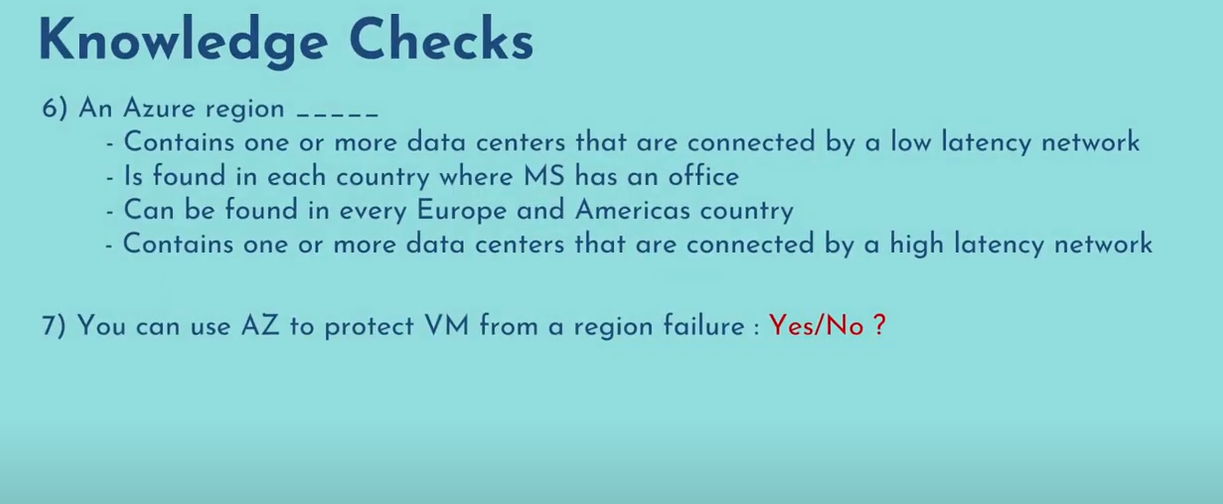 Knowledge Checks
6) An Azure region _____
- Contains one or more data centers that are connected by a low latency network
- Is found in each country where MS has an office
- Can be found in every Europe and Americas country
- Contains one or more data centers that are connected by a high latency network
7) You can use AZ to protect VM from a region failure : Yes/No ?